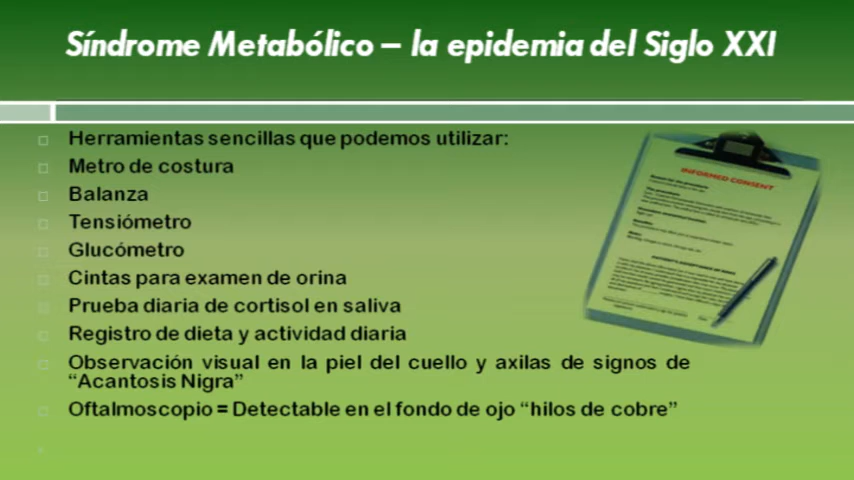 Síndrome Metabólico – la epidemia del Siglo XXI
Herramientas sencillas que podemos utilizar:
Metro de costura
Balanza
Tensiómetro
Glucómetro
Cintas para examen de orina
Prueba diaria de cortisol en saliva
Registro de dieta y actividad diaria
Observación visual en la piel del cuello y axilas de signos de
“Acantosis Nigra”
Oftalmoscopio = Detectable en el fondo de ojo “hilos de cobre”
INFORMED CONSENT